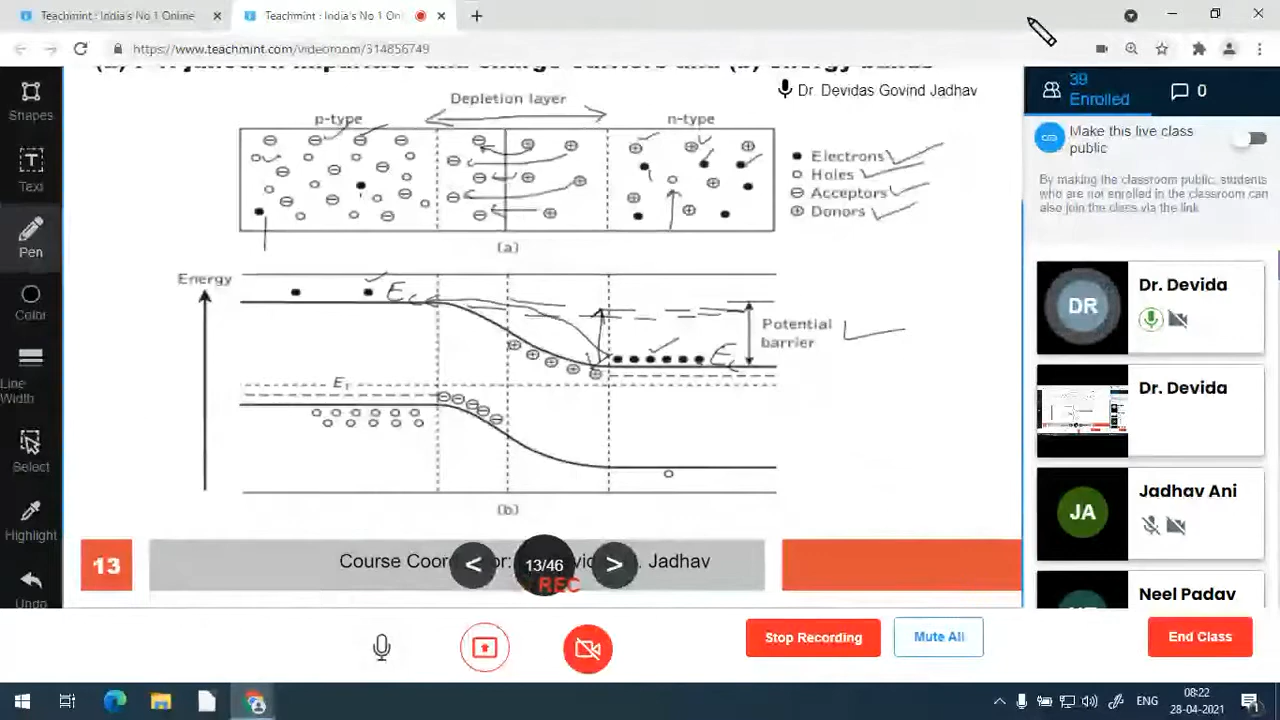 Teachmint : India's No 1 Online
Teachmint : India's No 1 Onl
https://www.teachmint.com/videoroom/314856749
Dr. Devidas Govind Jadhav
39
Enrolled
0
Make this live class
public
By making the classroom public, students
who are not enrolled in the classroom can
also join the class via the link
Shapes
Text
Pen
Color
Line
Width
Select
Highlight
Undo
Depletion layer
p-type
n-type
Electrons
Holes
Acceptors
Donors
(a)
Energy
Ec
Potential
barrier
Ec
(b)
13
Course Coor
Jadhav
<
13/46
>
REC
Dr. Devida
DR
Dr. Devida
Jadhav Ani
JA
Neel Padav
Stop Recording
Mute All
End Class
ENG
08:22
28-04-2021
1